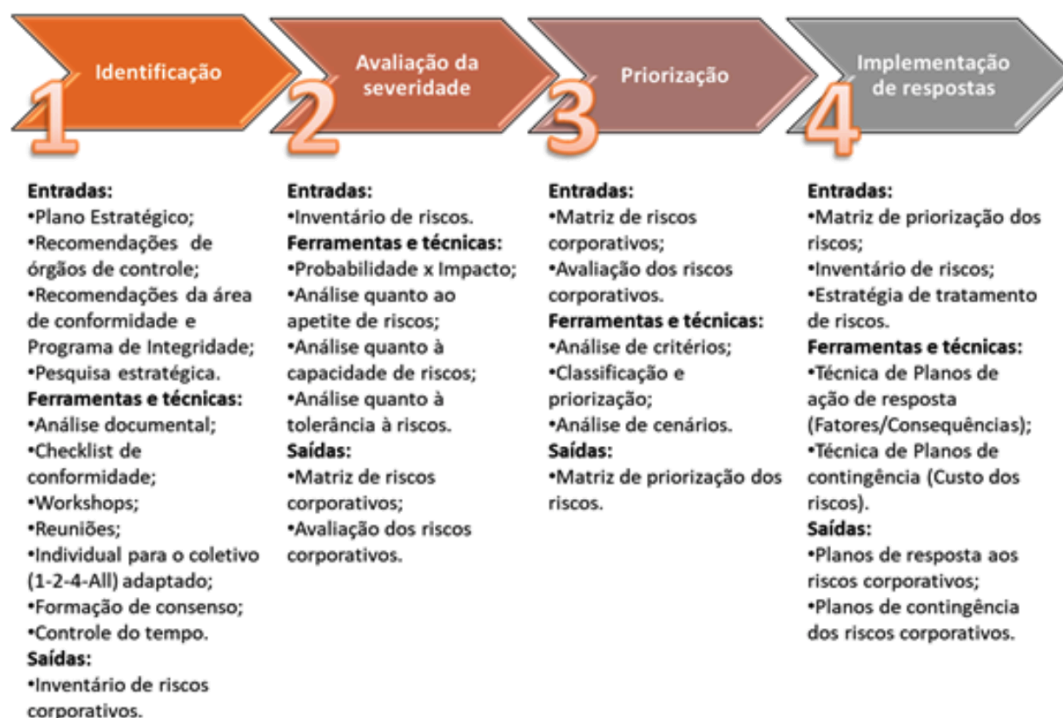 1
Identificação
2
Avaliação da
severidade
3
Priorização
4
Implementação
de respostas
Entradas:
•Plano Estratégico;
•Recomendações de
órgãos de controle;
•Recomendações da área
de conformidade e
Programa de Integridade;
•Pesquisa estratégica.
Ferramentas e técnicas:
•Análise documental;
•Checklist de
conformidade;
•Workshops;
•Reuniões;
•Individual para o coletivo
(1-2-4-All) adaptado;
•Formação de consenso;
•Controle do tempo.
Saídas:
•Inventário de riscos
corporativos.
Entradas:
•Inventário de riscos.
Ferramentas e técnicas:
•Probabilidade x Impacto;
•Análise quanto ao
apetite de riscos;
•Análise quanto à
capacidade de riscos;
•Análise quanto à
tolerância à riscos.
Saídas:
•Matriz de riscos
corporativos;
•Avaliação dos riscos
corporativos.
Entradas:
•Matriz de riscos
corporativos;
•Avaliação dos riscos
corporativos.
Ferramentas e técnicas:
•Análise de critérios;
•Classificação e
priorização;
•Análise de cenários.
Saídas:
•Matriz de priorização dos
riscos.
Entradas:
•Matriz de priorização dos
riscos;
•Inventário de riscos;
•Estratégia de tratamento
de riscos.
Ferramentas e técnicas:
•Técnica de Planos de
ação de resposta
(Fatores/Consequências);
•Técnica de Planos de
contingência (Custo dos
riscos).
Saídas:
•Planos de resposta aos
riscos corporativos;
•Planos de contingência
dos riscos corporativos.